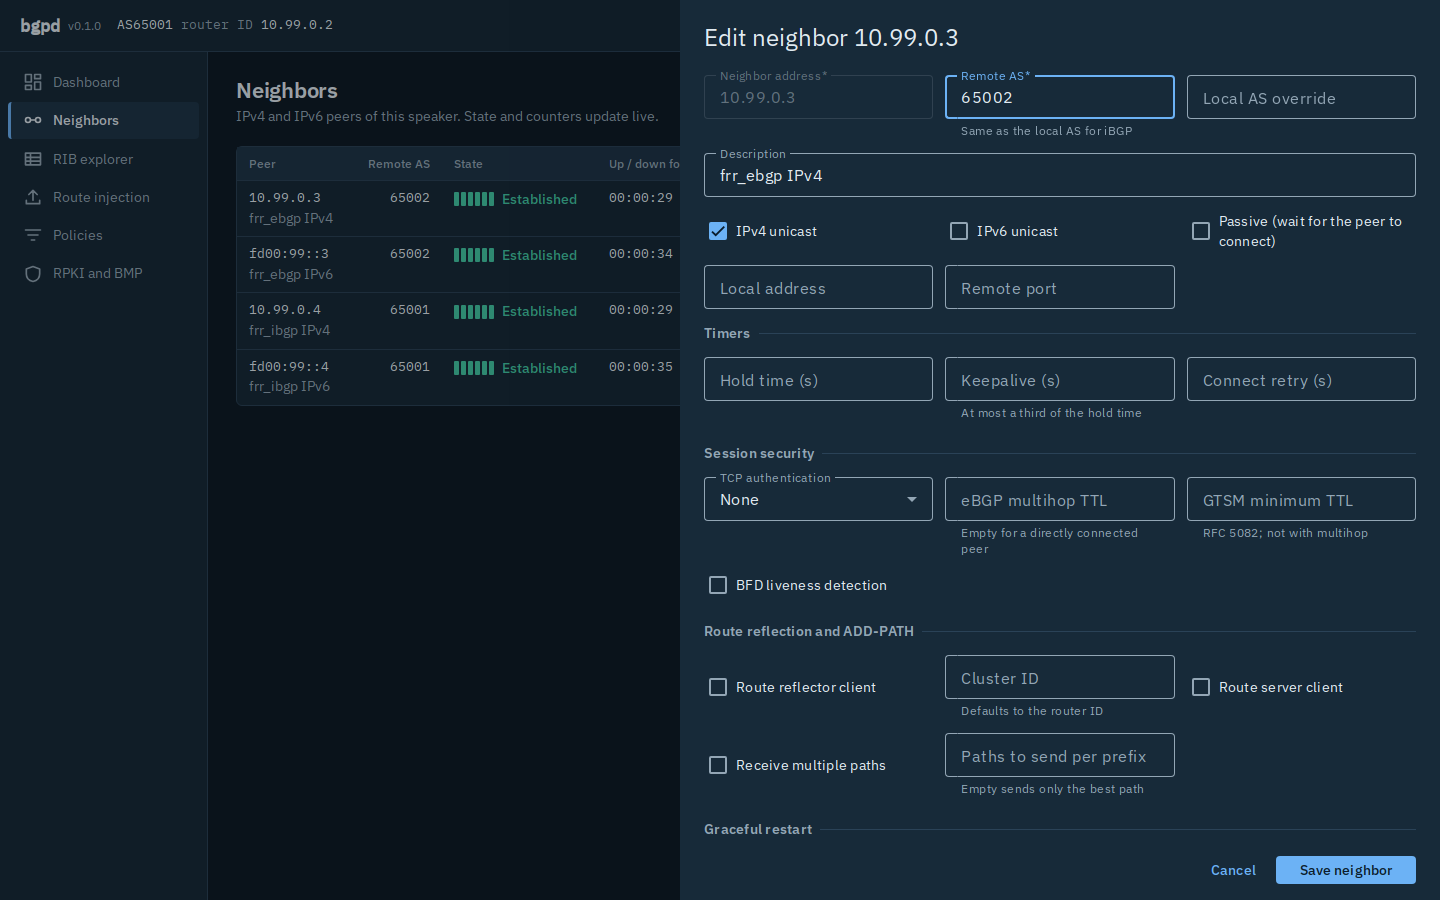 bgpd v0.1.0 AS65001 router ID 10.99.0.2
Dashboard
Neighbors
RIB explorer
Route injection
Policies
RPKI and BMP
Neighbors
IPv4 and IPv6 peers of this speaker. State and counters update live.
Peer Remote AS State Up / down fo
10.99.0.3 65002 Established 00:00:29
frr_ebgp IPv4
fd00:99::3 65002 Established 00:00:34
frr_ebgp IPv6
10.99.0.4 65001 Established 00:00:29
frr_ibgp IPv4
fd00:99::4 65001 Established 00:00:35
frr_ibgp IPv6
Edit neighbor 10.99.0.3
Neighbor address* Remote AS*
10.99.0.3 65002 Local AS override
Same as the local AS for iBGP
Description
frr_ebgp IPv4
IPv4 unicast IPv6 unicast Passive (wait for the peer to
connect)
Local address Remote port
Timers
Hold time (s) Keepalive (s) Connect retry (s)
At most a third of the hold time
Session security
TCP authentication
None eBGP multihop TTL GTSM minimum TTL
Empty for a directly connected RFC 5082; not with multihop
peer
BFD liveness detection
Route reflection and ADD-PATH
Route reflector client Cluster ID Route server client
Defaults to the router ID
Receive multiple paths Paths to send per prefix
Empty sends only the best path
Graceful restart
Cancel Save neighbor